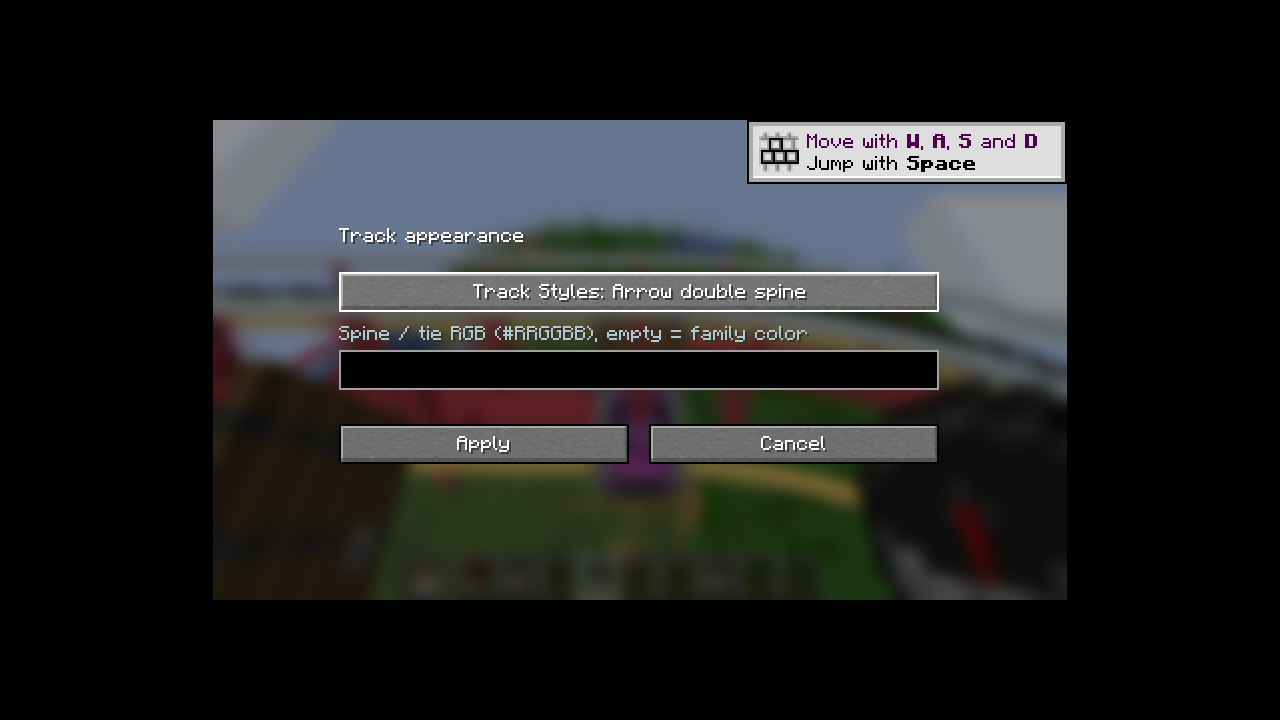 Move with W, A, S and D
Jump with Space
Track appearance
Track Styles: Arrow double spine
Spine / tie RGB (#RRGGBB), empty = family color
Apply
Cancel